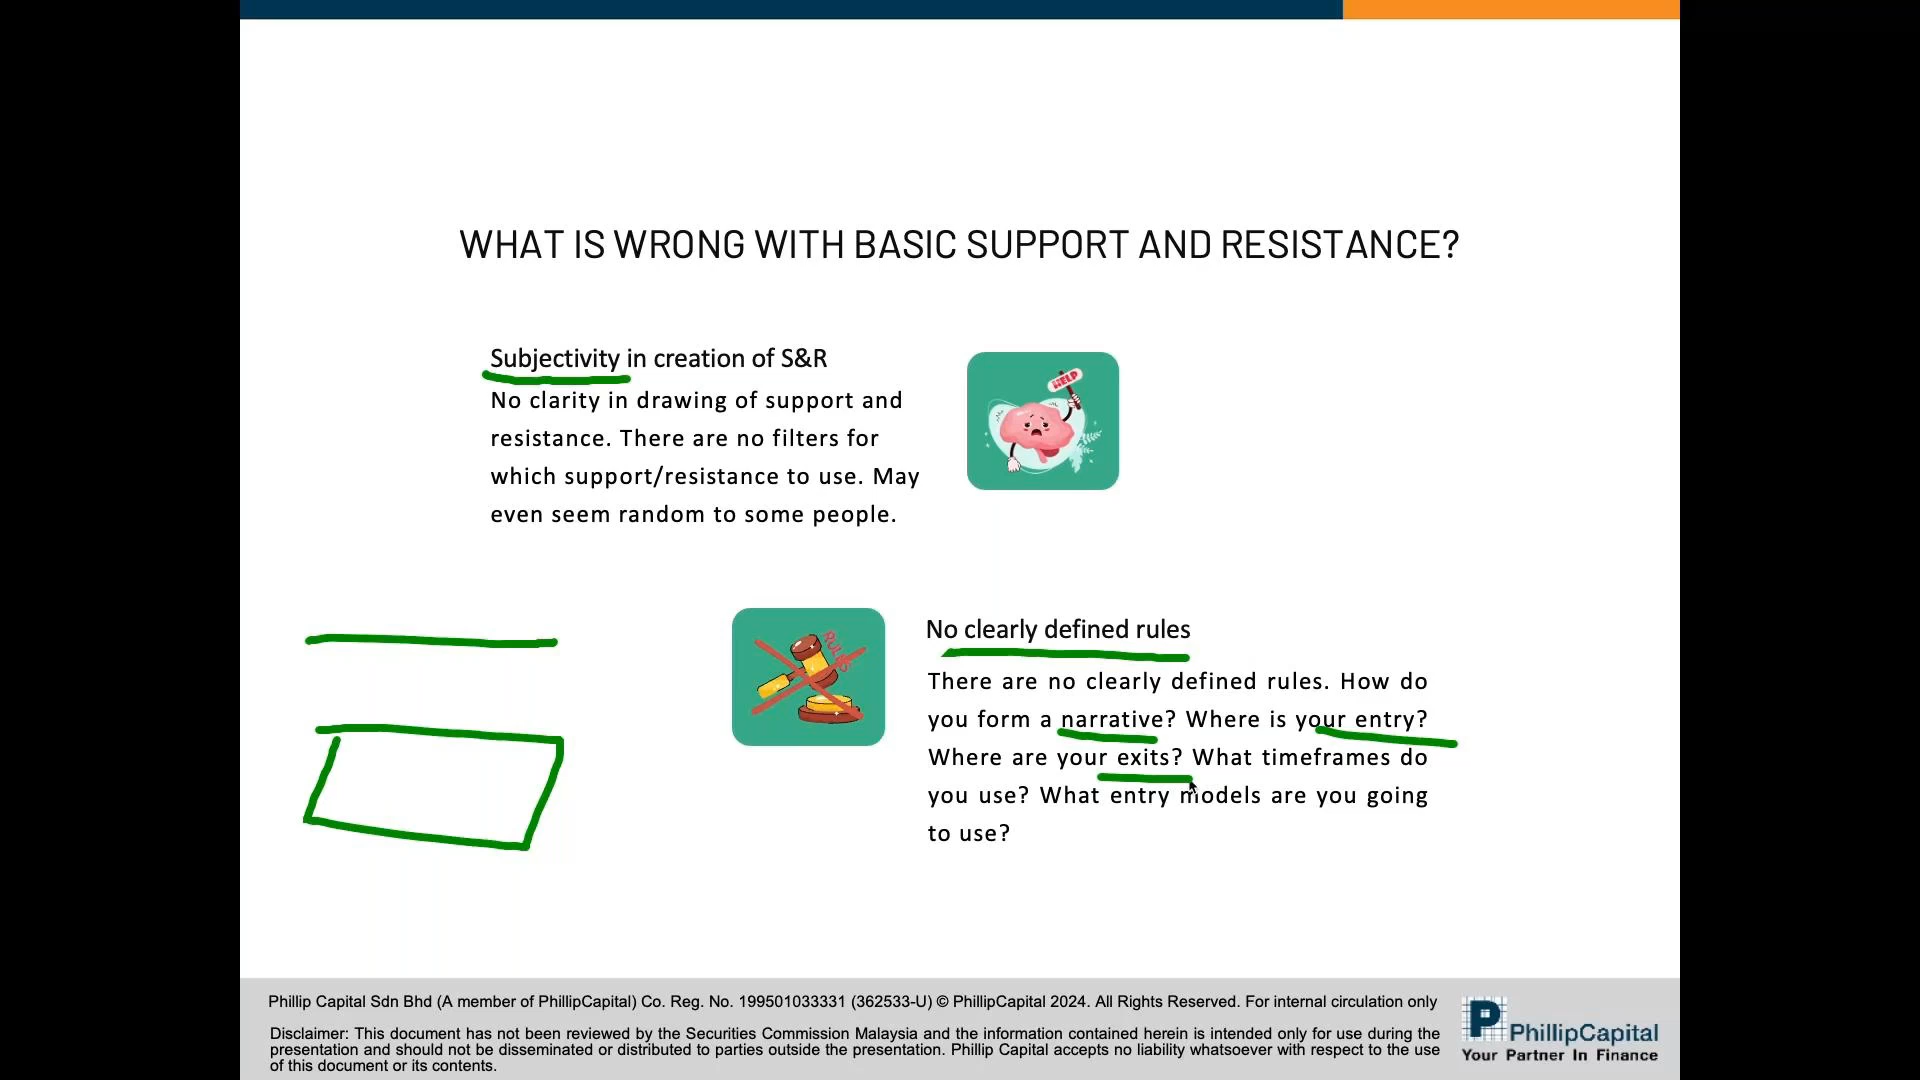 WHAT IS WRONG WITH BASIC SUPPORT AND RESISTANCE?
Subjectivity in creation of S&R
No clarity in drawing of support and
resistance. There are no filters for
which support/resistance to use. May
even seem random to some people.
HELP
RULES
No clearly defined rules
There are no clearly defined rules. How do
you form a narrative? Where is your entry?
Where are your exits? What timeframes do
you use? What entry models are you going
to use?
Phillip Capital Sdn Bhd (A member of PhillipCapital) Co. Reg. No. 199501033331 (362533-U) © PhillipCapital 2024. All Rights Reserved. For internal circulation only
Disclaimer: This document has not been reviewed by the Securities Commission Malaysia and the information contained herein is intended only for use during the
presentation and should not be disseminated or distributed to parties outside the presentation. Phillip Capital accepts no liability whatsoever with respect to the use
of this document or its contents.
P PhillipCapital
Your Partner In Finance